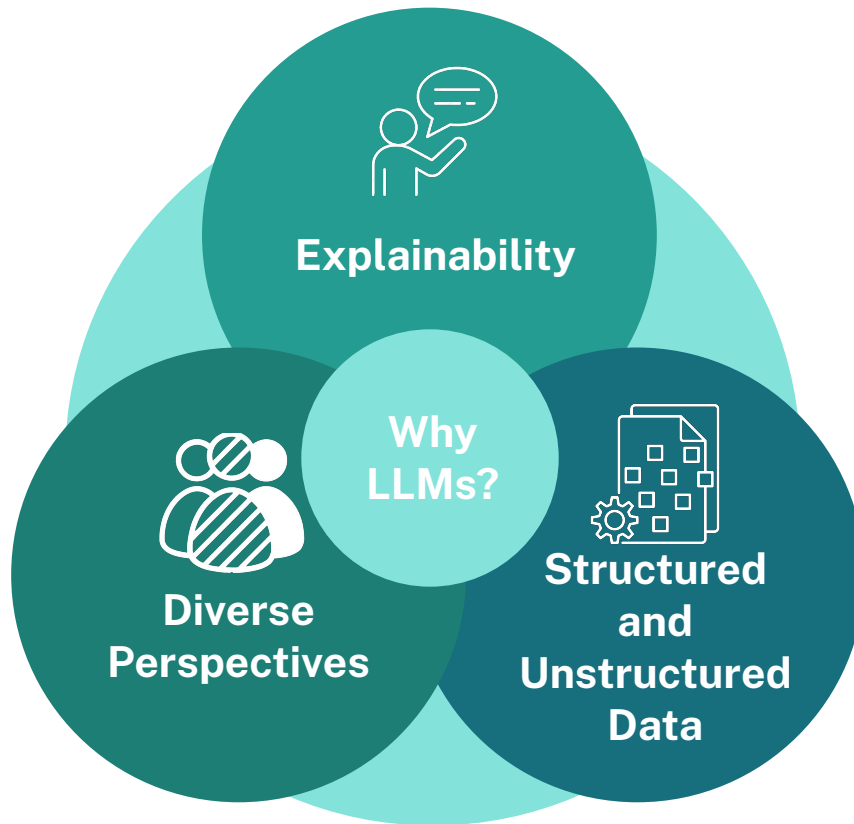 Explainability
Why
LLMs?
Diverse
Perspectives
Structured
and
Unstructured
Data